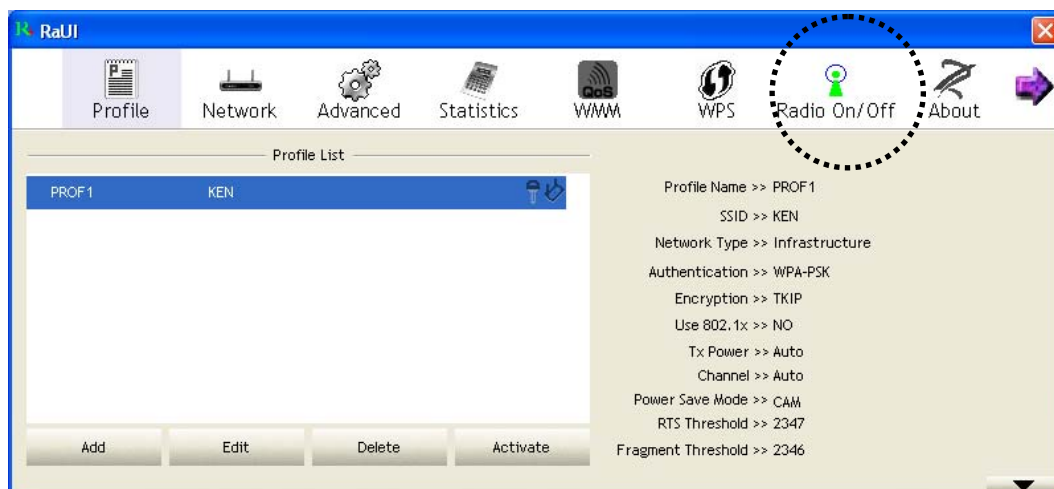 RaUI
Profile Network Advanced Statistics WMM WPS Radio On/Off About
QoS
Profile List
PROF1 KEN
Add Edit Delete Activate
Profile Name >> PROF1
SSID >> KEN
Network Type >> Infrastructure
Authentication >> WPA-PSK
Encryption >> TKIP
Use 802.1x >> NO
Tx Power >> Auto
Channel >> Auto
Power Save Mode >> CAM
RTS Threshold >> 2347
Fragment Threshold >> 2346